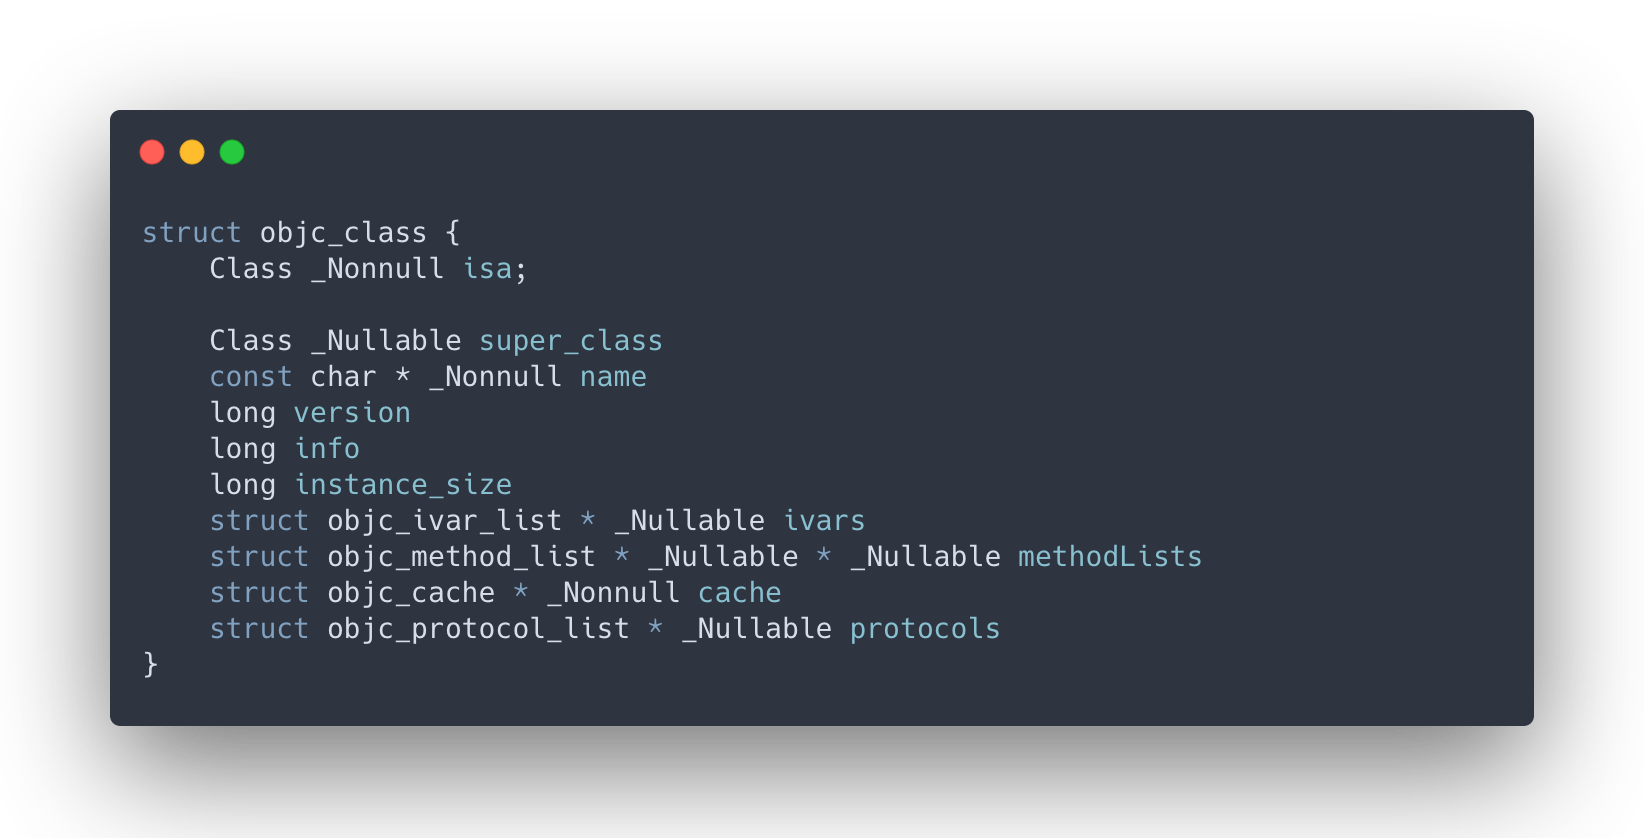 struct objc_class {
    Class _Nonnull isa;

    Class _Nullable super_class
    const char * _Nonnull name
    long version
    long info
    long instance_size
    struct objc_ivar_list * _Nullable ivars
    struct objc_method_list * _Nullable * _Nullable methodLists
    struct objc_cache * _Nonnull cache
    struct objc_protocol_list * _Nullable protocols
}